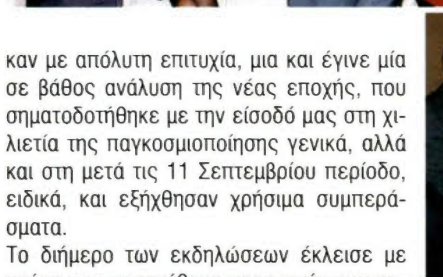 καν με απόλυτη επιτυχία, μια και έγινε μία
σε βάθος ανάλυση της νέας εποχής, που
σηματοδοτήθηκε με την είσοδό μας στη χι-
λιετία της παγκοσμιοποίησης γενικά, αλλά
και στη μετά τις 11 Σεπτεμβρίου περίοδο,
ειδικά, και εξήχθησαν χρήσιμα συμπερά-
σματα.
Το διήμερο των εκδηλώσεων έκλεισε με